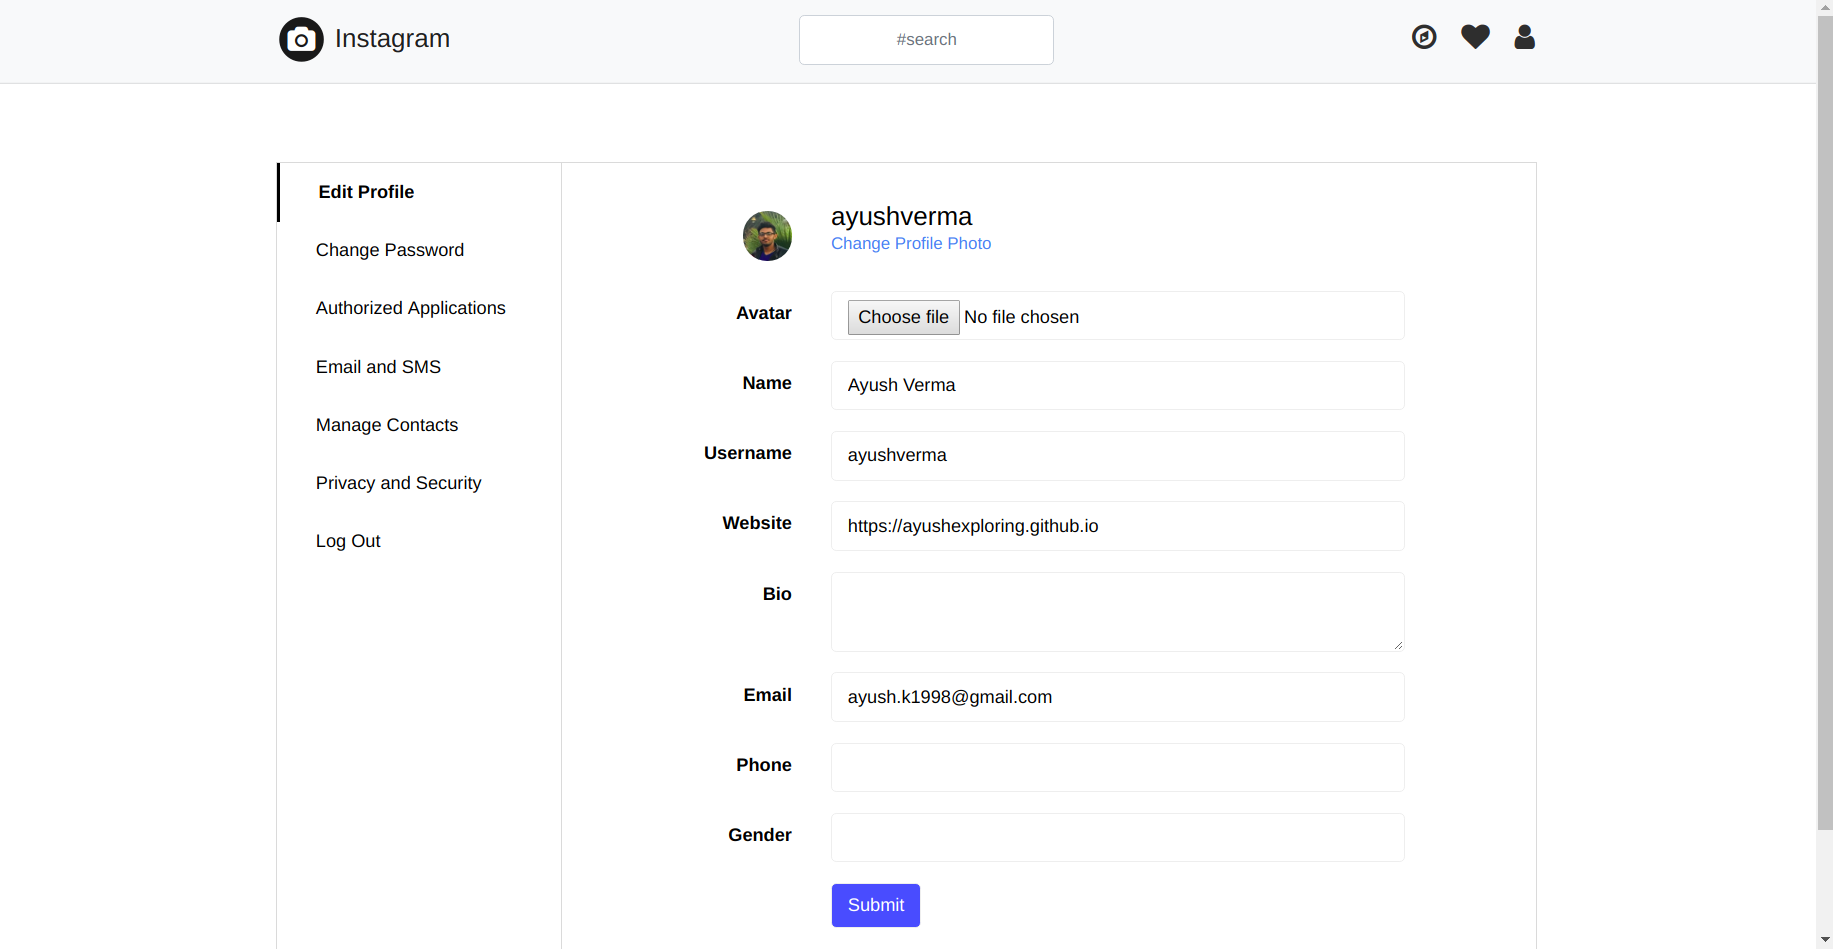 Instagram
#search
Edit Profile
Change Password
Authorized Applications
Email and SMS
Manage Contacts
Privacy and Security
Log Out
ayushverma
Change Profile Photo
Avatar
Choose file No file chosen
Name
Ayush Verma
Username
ayushverma
Website
https://ayushexploring.github.io
Bio
Email
ayush.k1998@gmail.com
Phone
Gender
Submit